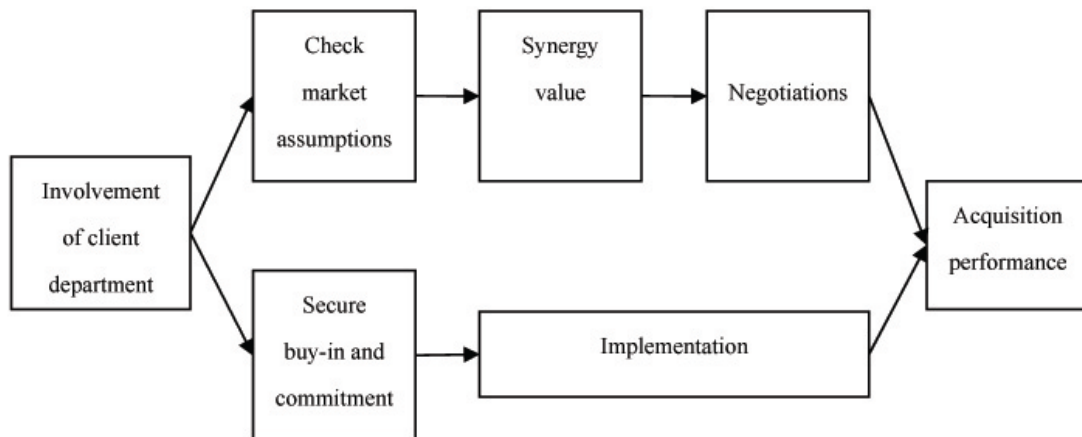 Involvement
of client
department
Check
market
assumptions
Synergy
value
Negotiations
Secure
buy-in and
commitment
Implementation
Acquisition
performance